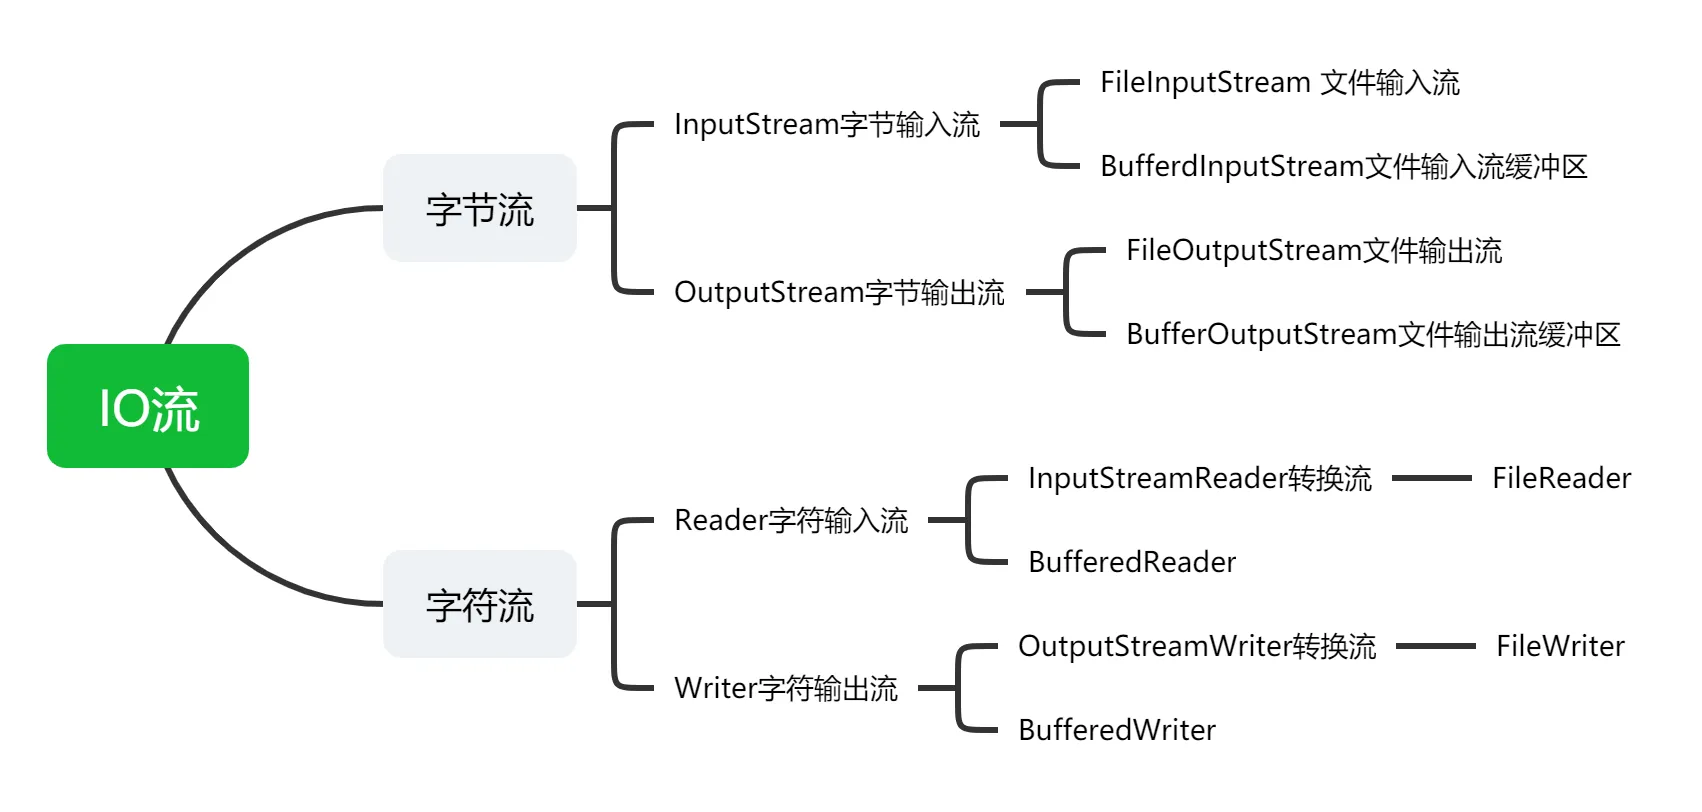 IO流
字节流
InputStream字节输入流
FileInputStream 文件输入流
BufferdInputStream文件输入流缓冲区
OutputStream字节输出流
FileOutputStream文件输出流
BufferOutputStream文件输出流缓冲区
字符流
Reader字符输入流
InputStreamReader转换流
FileReader
BufferedReader
Writer字符输出流
OutputStreamWriter转换流
FileWriter
BufferedWriter